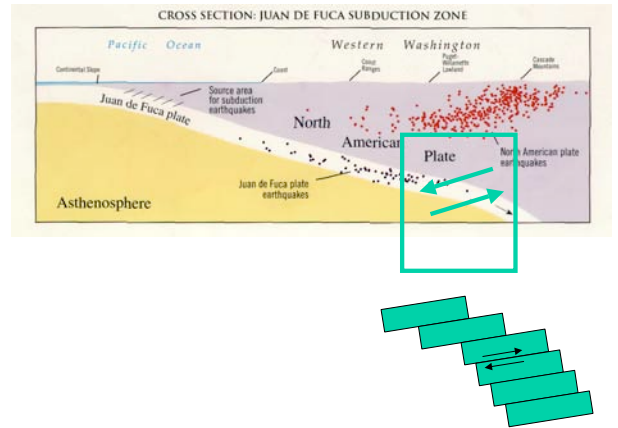 CROSS SECTION: JUAN DE FUCA SUBDUCTION ZONE
Pacific Ocean
Western Washington
Continental Slope
Coast
Coast
Ranges
Puget-
Willamette
Lowland
Cascade
Mountains
Source area
for subduction
earthquakes
Juan de Fuca plate
North
American
Plate
North American plate
earthquakes
Juan de Fuca plate
earthquakes
Asthenosphere